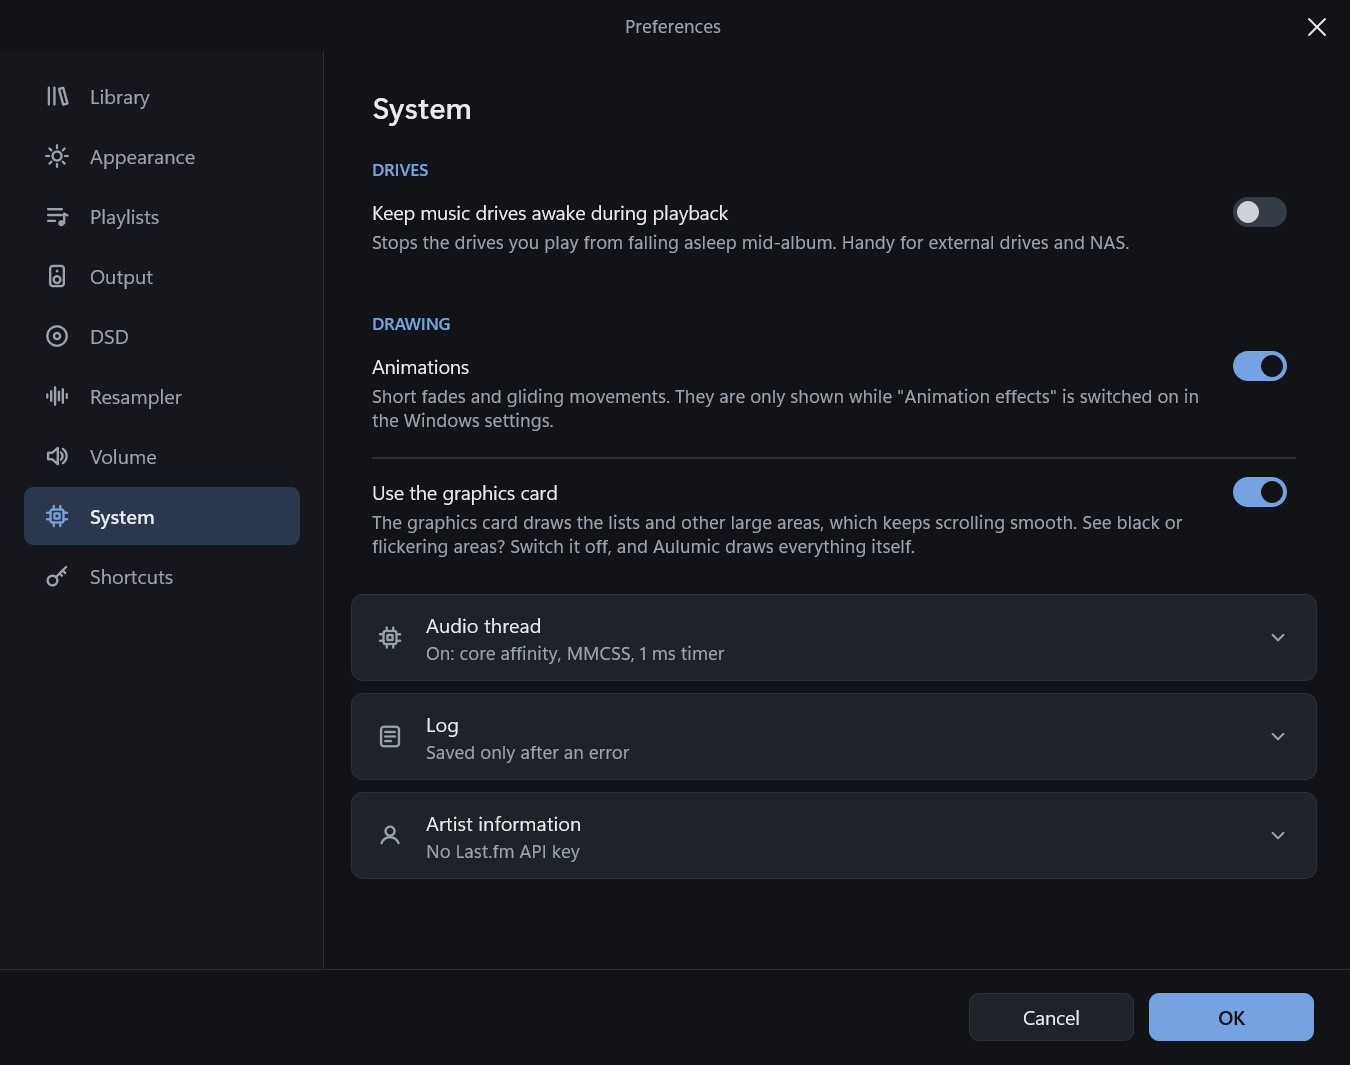 Preferences
Library
Appearance
Playlists
Output
DSD
Resampler
Volume
System
Shortcuts
System
DRIVES
Keep music drives awake during playback
Stops the drives you play from falling asleep mid-album. Handy for external drives and NAS.
DRAWING
Animations
Short fades and gliding movements. They are only shown while "Animation effects" is switched on in
the Windows settings.
Use the graphics card
The graphics card draws the lists and other large areas, which keeps scrolling smooth. See black or
flickering areas? Switch it off, and Aulumic draws everything itself.
Audio thread
On: core affinity, MMCSS, 1 ms timer
Log
Saved only after an error
Artist information
No Last.fm API key
Cancel
OK